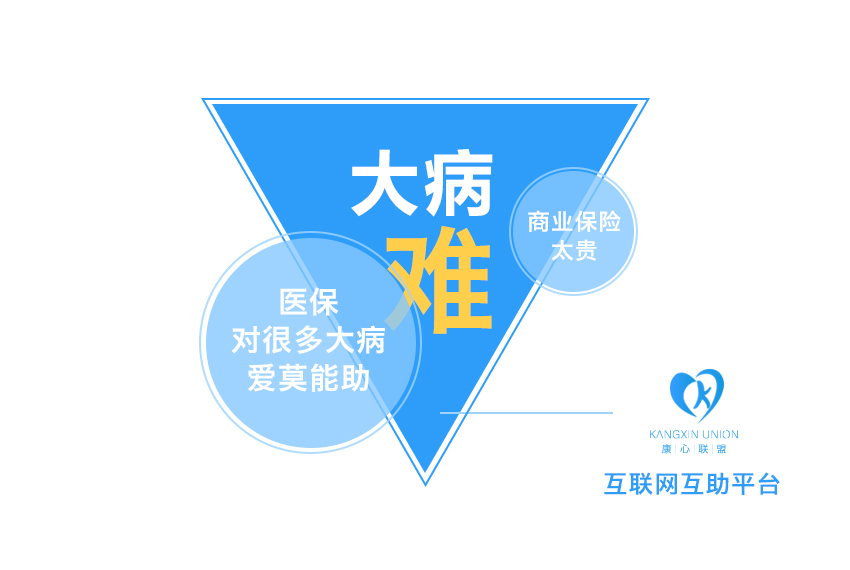 大病
难
商业保险
太贵
医保
对很多大病
爱莫能助
KANGXIN UNION
康心联盟
互联网互助平台